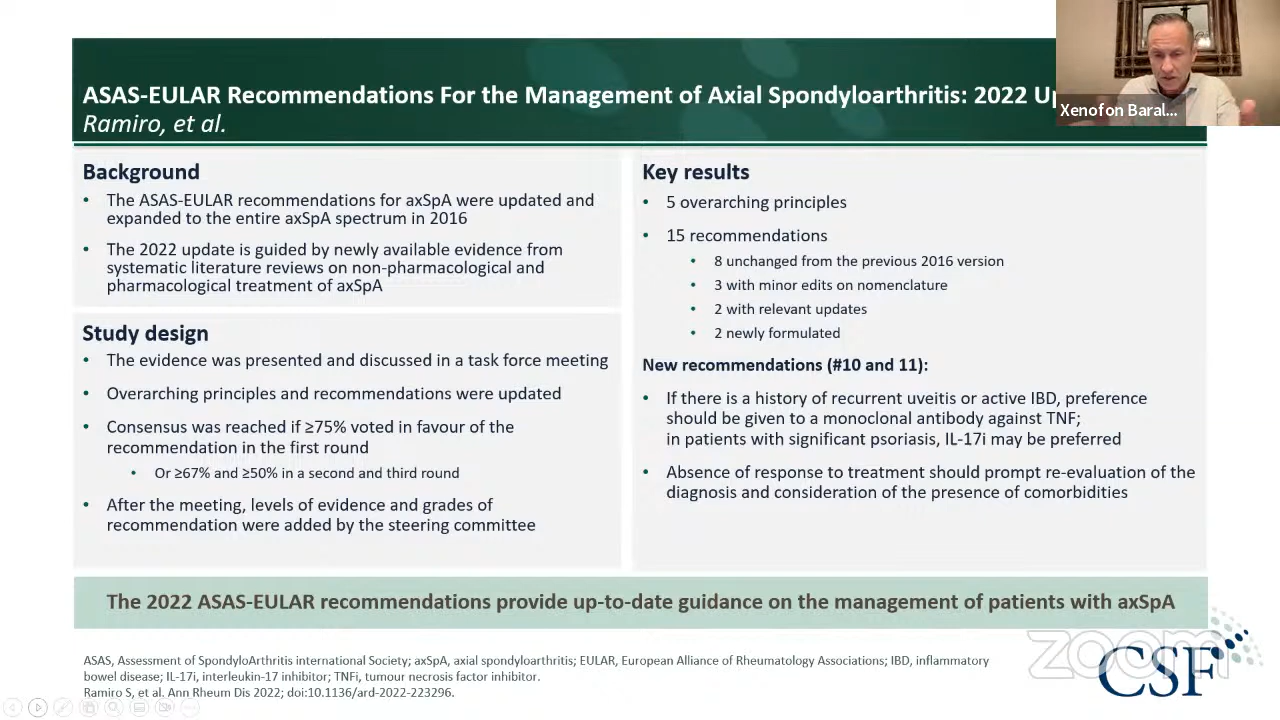 ASAS-EULAR Recommendations For the Management of Axial Spondyloarthritis: 2022 Up
Ramiro, et al.
Xenofon Baral...
Background
• The ASAS-EULAR recommendations for axSpA were updated and
expanded to the entire axSpA spectrum in 2016
• The 2022 update is guided by newly available evidence from
systematic literature reviews on non-pharmacological and
pharmacological treatment of axSpA
Study design
• The evidence was presented and discussed in a task force meeting
• Overarching principles and recommendations were updated
• Consensus was reached if ≥75% voted in favour of the
recommendation in the first round
• Or ≥67% and ≥50% in a second and third round
• After the meeting, levels of evidence and grades of
recommendation were added by the steering committee
Key results
• 5 overarching principles
• 15 recommendations
• 8 unchanged from the previous 2016 version
• 3 with minor edits on nomenclature
• 2 with relevant updates
• 2 newly formulated
New recommendations (#10 and 11):
• If there is a history of recurrent uveitis or active IBD, preference
should be given to a monoclonal antibody against TNF;
in patients with significant psoriasis, IL-17i may be preferred
• Absence of response to treatment should prompt re-evaluation of the
diagnosis and consideration of the presence of comorbidities
The 2022 ASAS-EULAR recommendations provide up-to-date guidance on the management of patients with axSpA
ASAS, Assessment of SpondyloArthritis international Society; axSpA, axial spondyloarthritis; EULAR, European Alliance of Rheumatology Associations; IBD, inflammatory
bowel disease; IL-17i, interleukin-17 inhibitor; TNFi, tumour necrosis factor inhibitor.
Ramiro S, et al. Ann Rheum Dis 2022; doi:10.1136/ard-2022-223296.
zoom
CSF